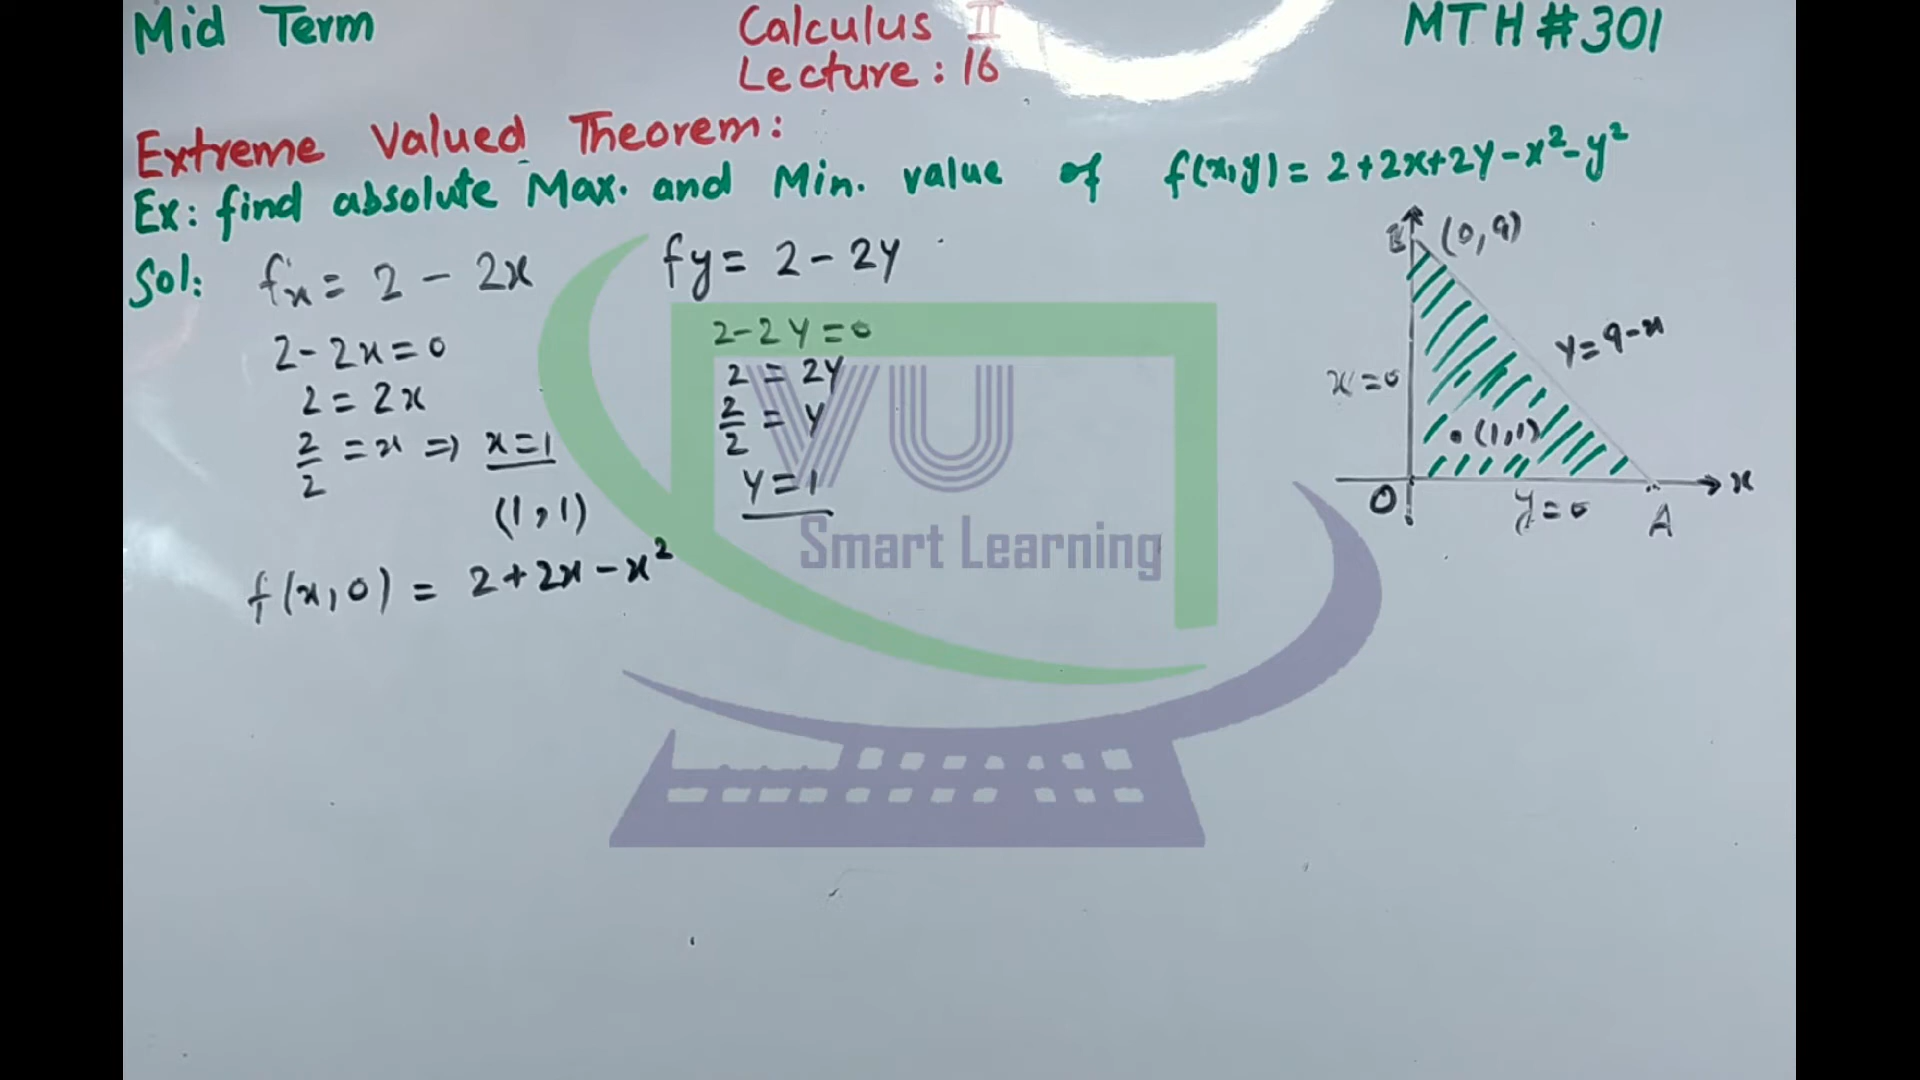 Mid Term
Calculus II
MTH#301
Lecture: 16
Extreme Valued Theorem:
Ex: find absolute Max. and Min. value of f(x,y) = 2+2x+2y-x²-y²
Sol: fx = 2 - 2x
fy = 2 - 2y
2-2x=0
2 = 2x
2/2 = x => x=1
2-2y=0
2 = 2y
2/2 = y
y=1
(1,1)
f(x,0) = 2+2x-x²
B (0,9)
y=9-x
x=0
(1,1)
O
y=0
A
x
VU
Smart Learning